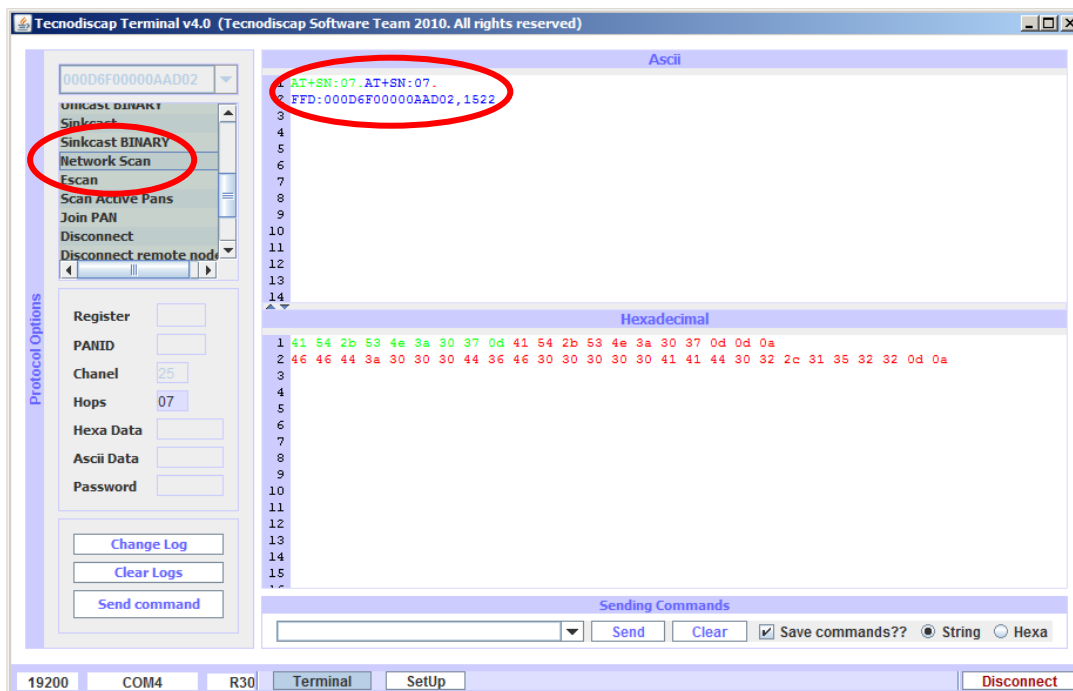 Tecnodiscap Terminal v4.0 (Tecnodiscap Software Team 2010. All rights reserved)
Protocol Options
000D6F00000AAD02
Unicast BINARY
Sinkcast
Sinkcast BINARY
Network Scan
Escan
Scan Active Pans
Join PAN
Disconnect
Disconnect remote node
Register
PANID
Chanel 25
Hops 07
Hexa Data
Ascii Data
Password
Change Log
Clear Logs
Send command
Ascii
1 AT+SN:07.AT+SN:07.
2 FFD:000D6F00000AAD02,1522
3
4
5
6
7
8
9
10
11
12
13
14
Hexadecimal
1 41 54 2b 53 4e 3a 30 37 0d 41 54 2b 53 4e 3a 30 37 0d 0d 0a
2 46 46 44 3a 30 30 30 44 36 46 30 30 30 30 30 41 41 44 30 32 2c 31 35 32 32 0d 0a
3
4
5
6
7
8
9
10
11
12
13
14
15
Sending Commands
Send Clear Save commands?? String Hexa
19200 COM4 R30 Terminal SetUp Disconnect